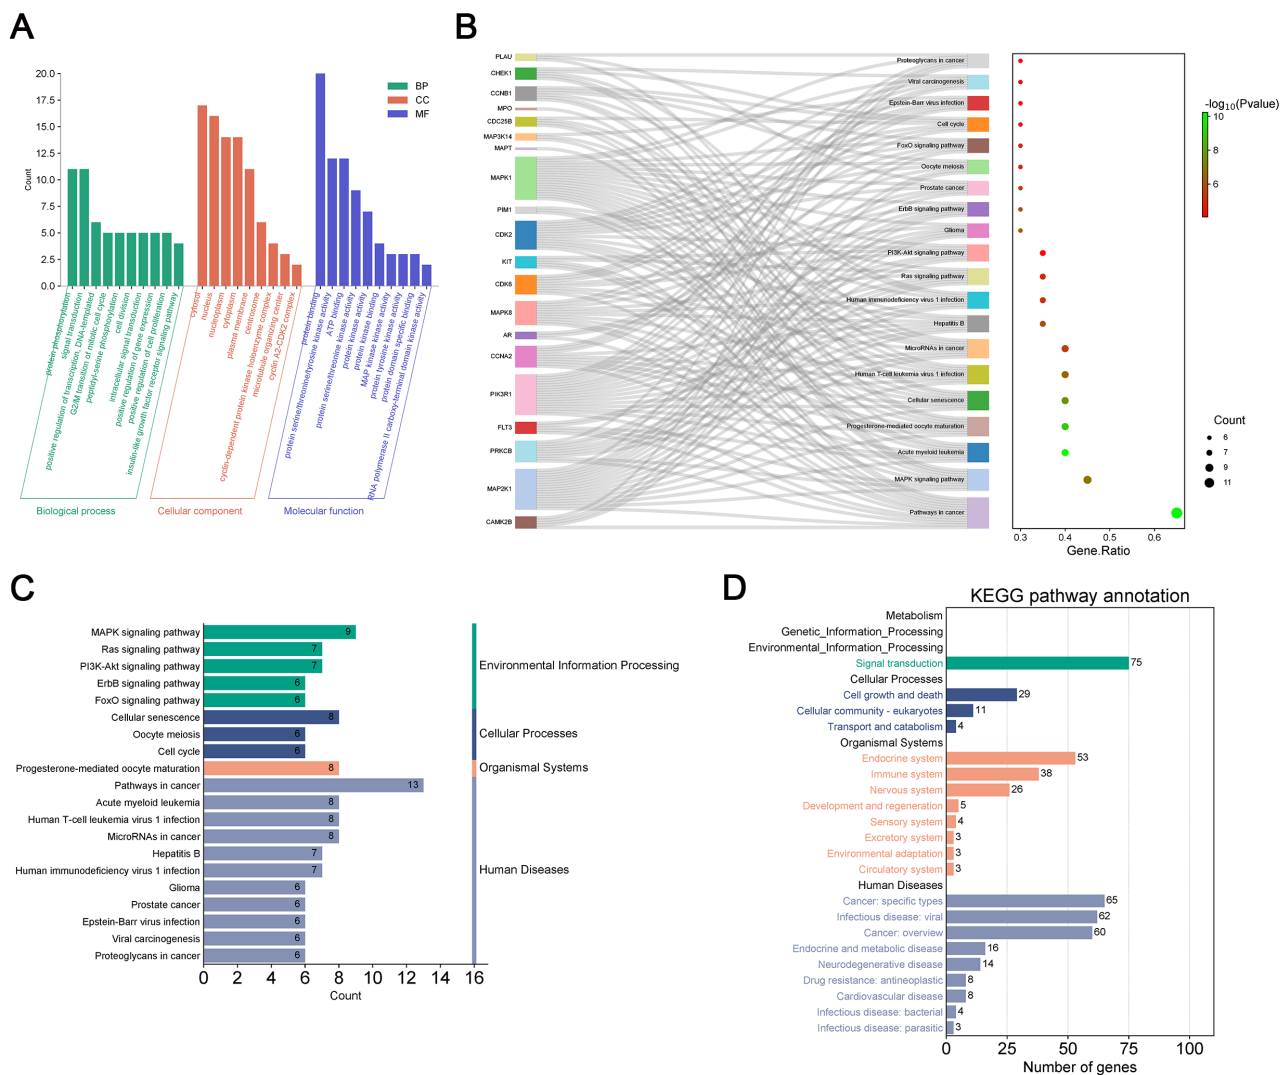 A
20.0
17.5
15.0
12.5
10.0
7.5
5.0
2.5
0.0
Count
BP
CC
MF
protein phosphorylation
signal transduction
positive regulation of transcription, DNA-templated
G2/M transition of mitotic cell cycle
peptidyl-serine phosphorylation
cell division
intracellular signal transduction
positive regulation of gene expression
positive regulation of cell proliferation
insulin-like growth factor receptor signaling pathway
cytosol
nucleus
nucleoplasm
cytoplasm
plasma membrane
centrosome
cyclin-dependent protein kinase holoenzyme complex
microtubule organizing center
cyclin A2-CDK2 complex
protein binding
protein serine/threonine/tyrosine kinase activity
ATP binding
protein serine/threonine kinase activity
protein kinase activity
protein kinase binding
MAP kinase kinase activity
protein tyrosine kinase activity
protein domain specific binding
RNA polymerase II carboxy-terminal domain kinase activity
Biological process
Cellular component
Molecular function
B
PLAU
CHEK1
CCNB1
MPO
CDC25B
MAP3K14
MAPT
MAPK1
PIM1
CDK2
KIT
CDK6
MAPK8
AR
CCNA2
PIK3R1
FLT3
PRKCB
MAP2K1
CAMK2B
Proteoglycans in cancer
Viral carcinogenesis
Epstein-Barr virus infection
Cell cycle
FoxO signaling pathway
Oocyte meiosis
Prostate cancer
ErbB signaling pathway
Glioma
PI3K-Akt signaling pathway
Ras signaling pathway
Human immunodeficiency virus 1 infection
Hepatitis B
MicroRNAs in cancer
Human T-cell leukemia virus 1 infection
Cellular senescence
Progesterone-mediated oocyte maturation
Acute myeloid leukemia
MAPK signaling pathway
Pathways in cancer
0.3 0.4 0.5 0.6
Gene.Ratio
-log10(Pvalue)
10
8
6
Count
6
7
9
11
C
MAPK signaling pathway 9
Ras signaling pathway 7
PI3K-Akt signaling pathway 7
ErbB signaling pathway 6
FoxO signaling pathway 6
Cellular senescence 8
Oocyte meiosis 6
Cell cycle 6
Progesterone-mediated oocyte maturation 8
Pathways in cancer 13
Acute myeloid leukemia 8
Human T-cell leukemia virus 1 infection 8
MicroRNAs in cancer 8
Hepatitis B 7
Human immunodeficiency virus 1 infection 7
Glioma 6
Prostate cancer 6
Epstein-Barr virus infection 6
Viral carcinogenesis 6
Proteoglycans in cancer 6
0 2 4 6 8 10 12 14 16
Count
Environmental Information Processing
Cellular Processes
Organismal Systems
Human Diseases
D
KEGG pathway annotation
Metabolism
Genetic_Information_Processing
Environmental_Information_Processing
Signal transduction 75
Cellular Processes
Cell growth and death 29
Cellular community - eukaryotes 11
Transport and catabolism 4
Organismal Systems
Endocrine system 53
Immune system 38
Nervous system 26
Development and regeneration 5
Sensory system 4
Excretory system 3
Environmental adaptation 3
Circulatory system 3
Human Diseases
Cancer: specific types 65
Infectious disease: viral 62
Cancer: overview 60
Endocrine and metabolic disease 16
Neurodegenerative disease 14
Drug resistance: antineoplastic 8
Cardiovascular disease 8
Infectious disease: bacterial 4
Infectious disease: parasitic 3
0 25 50 75 100
Number of genes